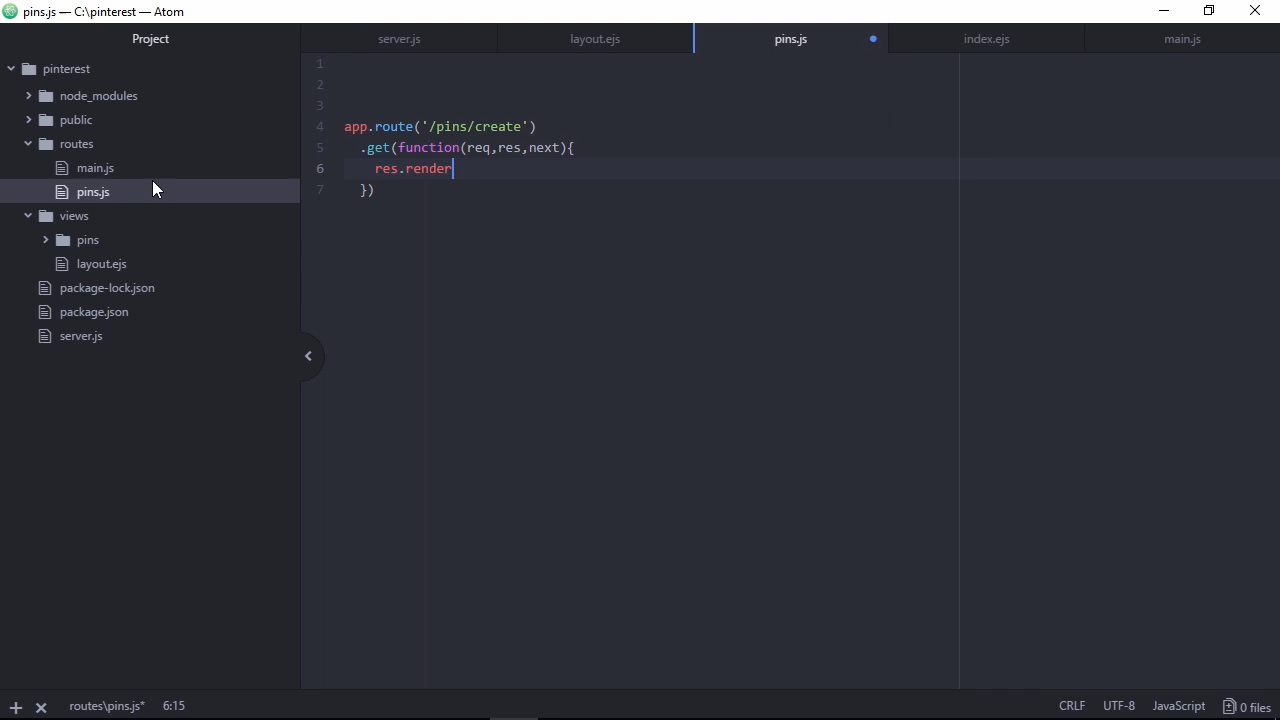 pins.js — C:\pinterest — Atom
Project
server.js
layout.ejs
pins.js
index.ejs
main.js
pinterest
node_modules
public
routes
main.js
pins.js
views
pins
layout.ejs
package-lock.json
package.json
server.js
1
2
3
4 app.route('/pins/create')
5 .get(function(req,res,next){
6 res.render
7 })
routes\pins.js* 6:15
CRLF UTF-8 JavaScript 0 files